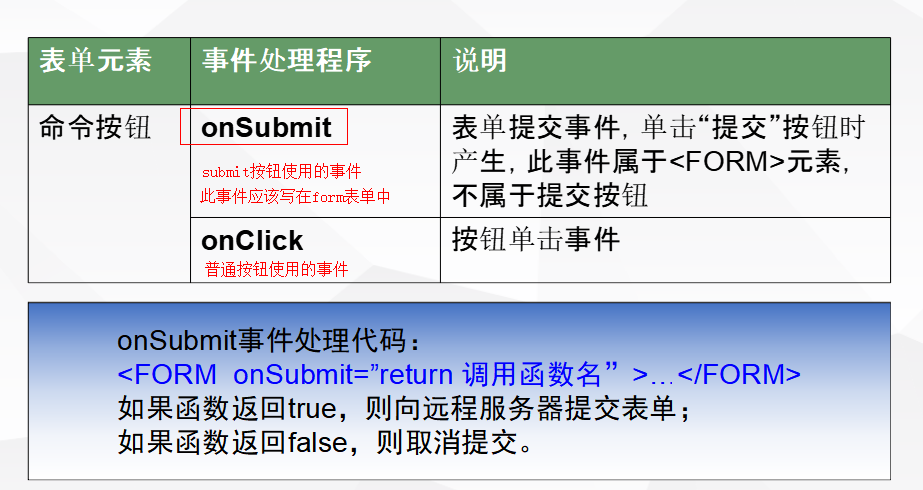 表单元素 事件处理程序 说明
命令按钮 onSubmit 表单提交事件, 单击“提交”按钮时
产生, 此事件属于<FORM>元素,
不属于提交按钮
submit按钮使用的事件
此事件应该写在form表单中
onClick 按钮单击事件
普通按钮使用的事件
onSubmit事件处理代码：
<FORM onSubmit=”return 调用函数名” >…</FORM>
如果函数返回true，则向远程服务器提交表单；
如果函数返回false，则取消提交。